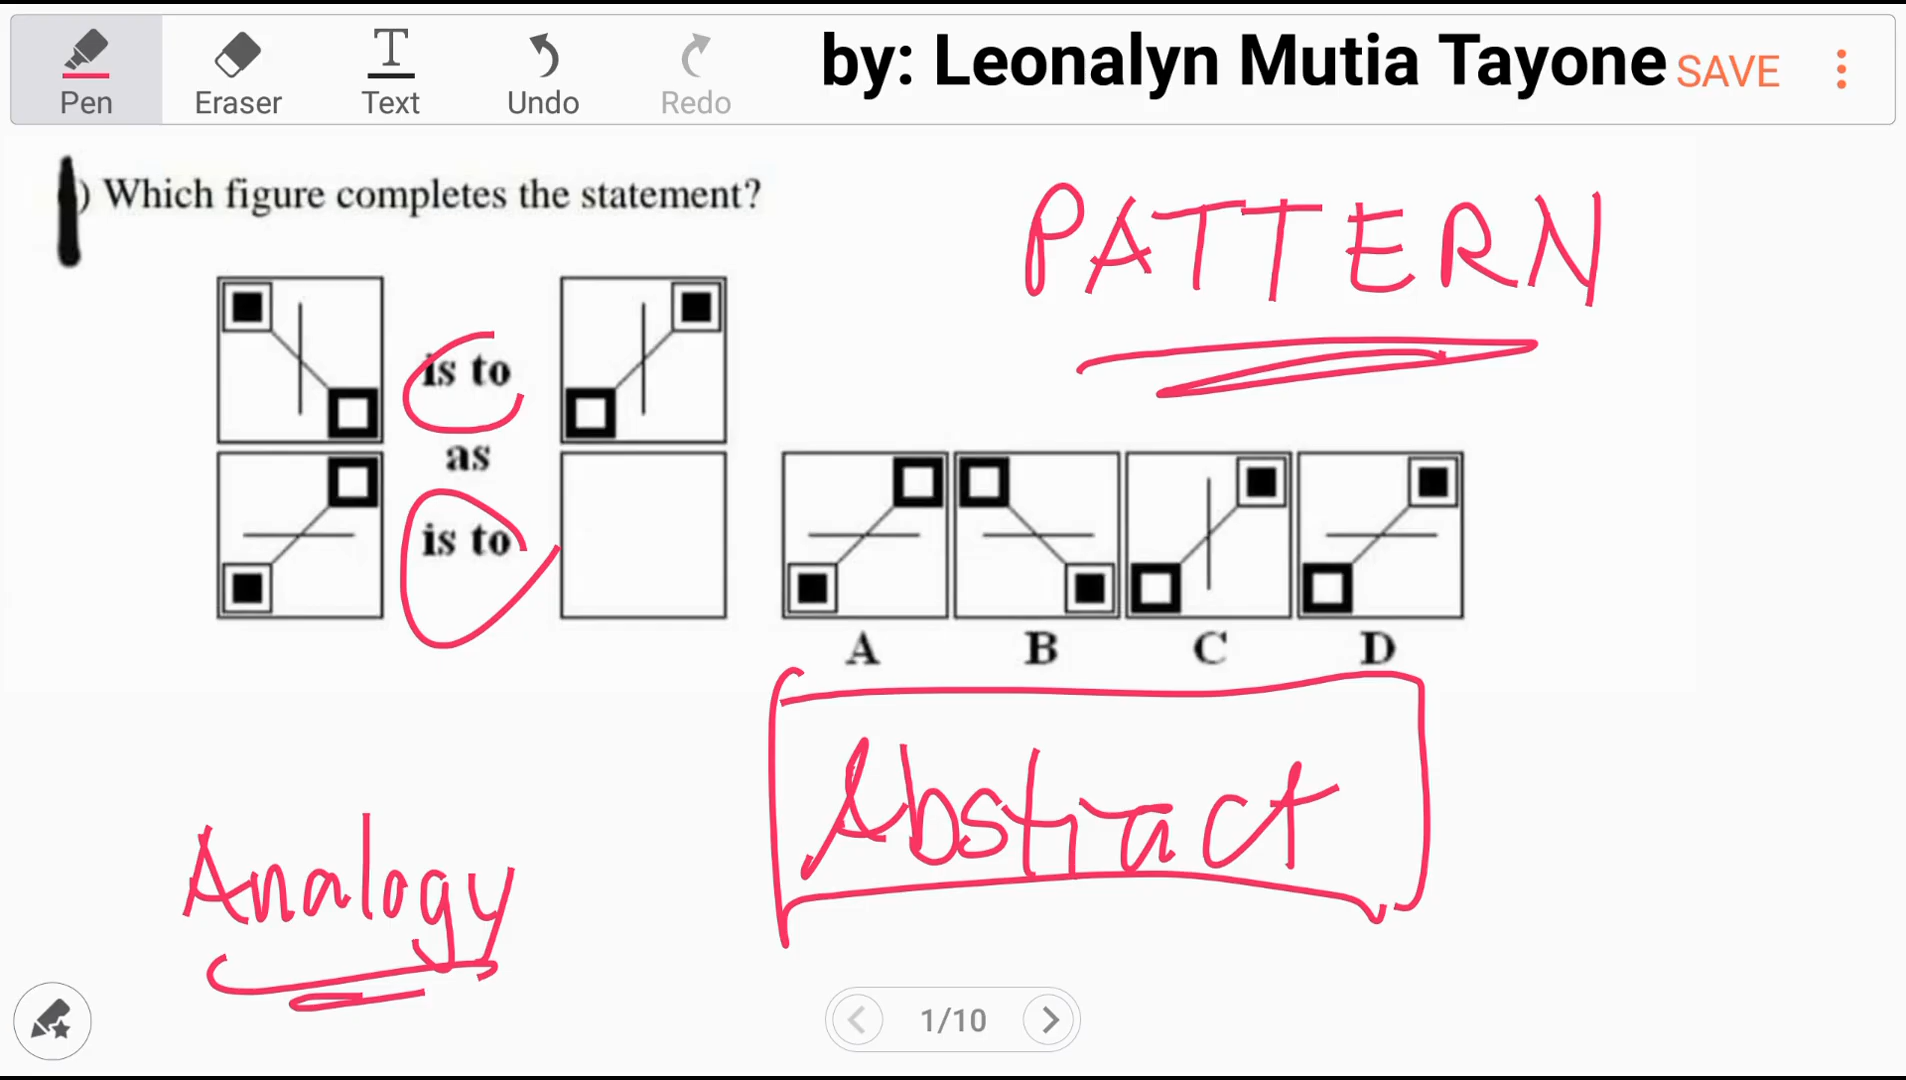 by: Leonalyn Mutia Tayone
SAVE
Pen
Eraser
Text
Undo
Redo
) Which figure completes the statement?
PATTERN
is to
as
is to
A B C D
Abstract
Analogy
1/10